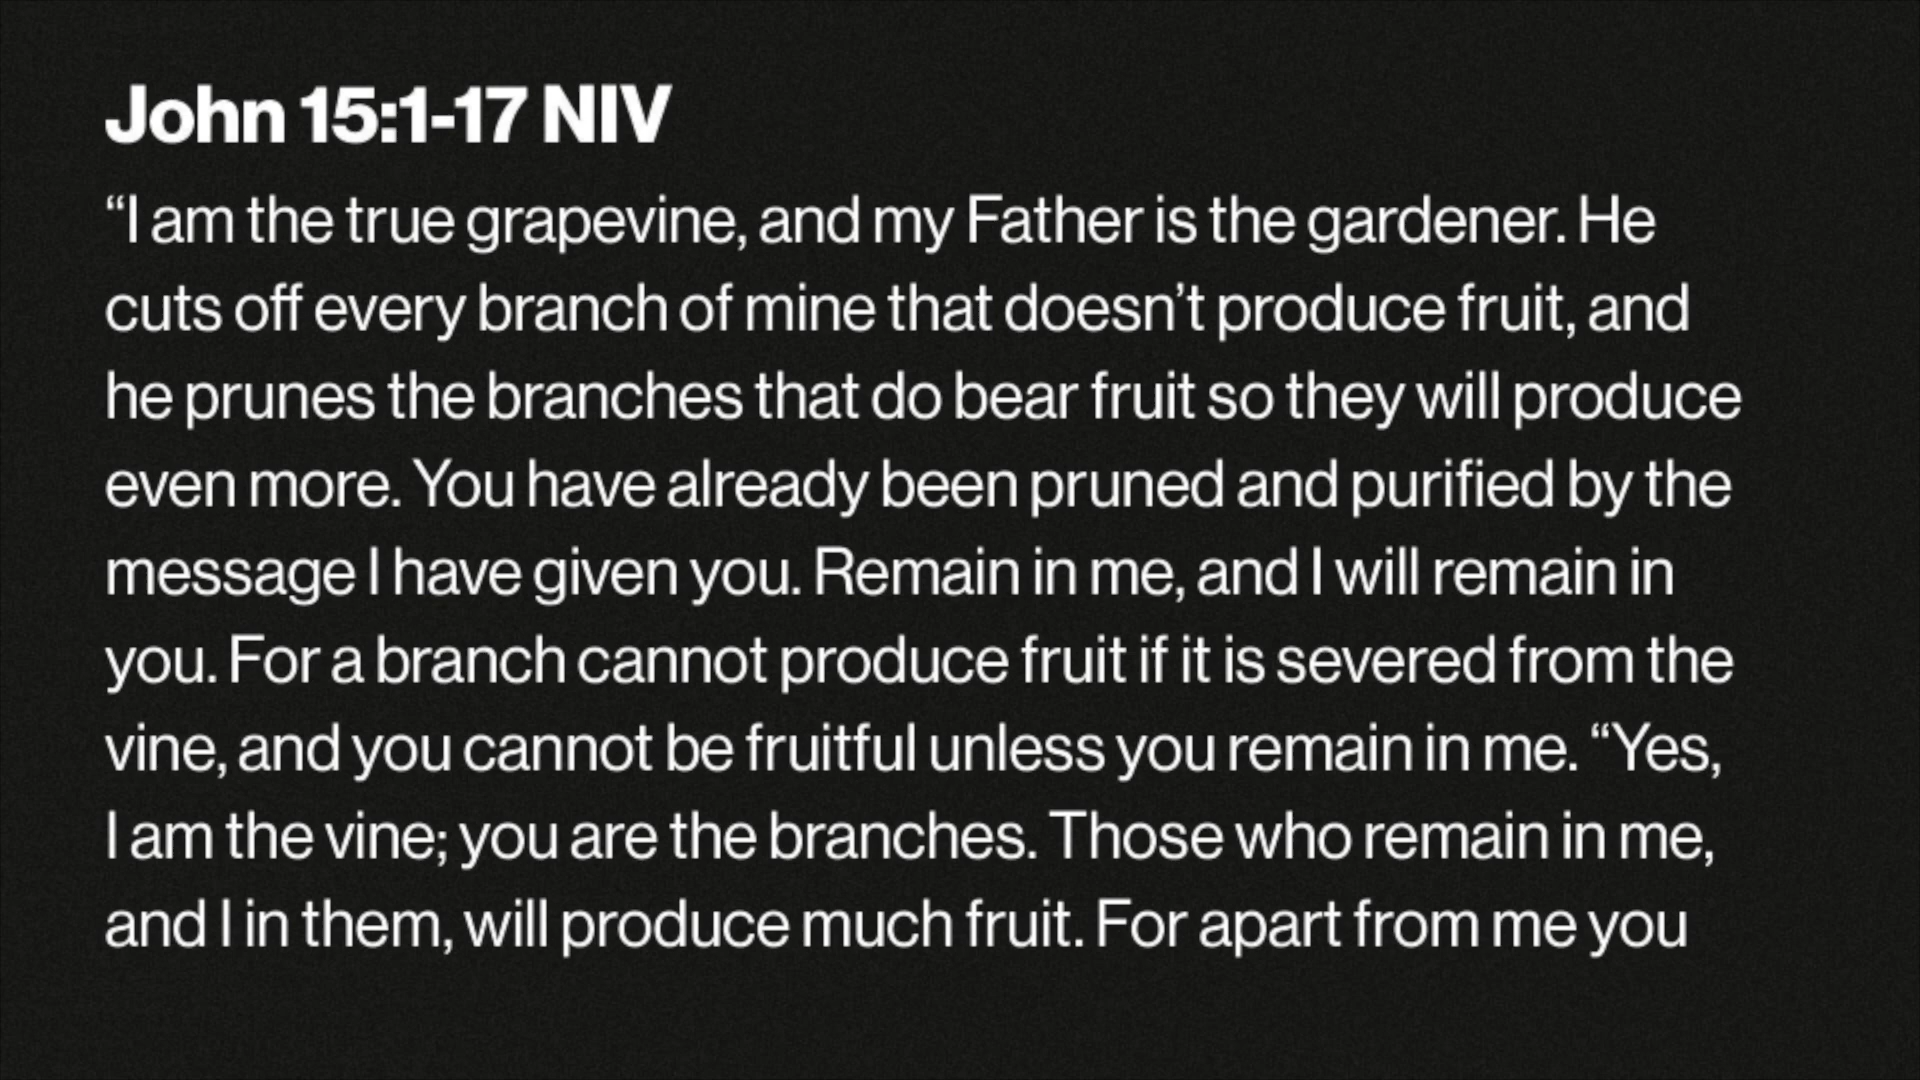 John 15:1-17 NIV
“I am the true grapevine, and my Father is the gardener. He
cuts off every branch of mine that doesn’t produce fruit, and
he prunes the branches that do bear fruit so they will produce
even more. You have already been pruned and purified by the
message I have given you. Remain in me, and I will remain in
you. For a branch cannot produce fruit if it is severed from the
vine, and you cannot be fruitful unless you remain in me. “Yes,
I am the vine; you are the branches. Those who remain in me,
and I in them, will produce much fruit. For apart from me you